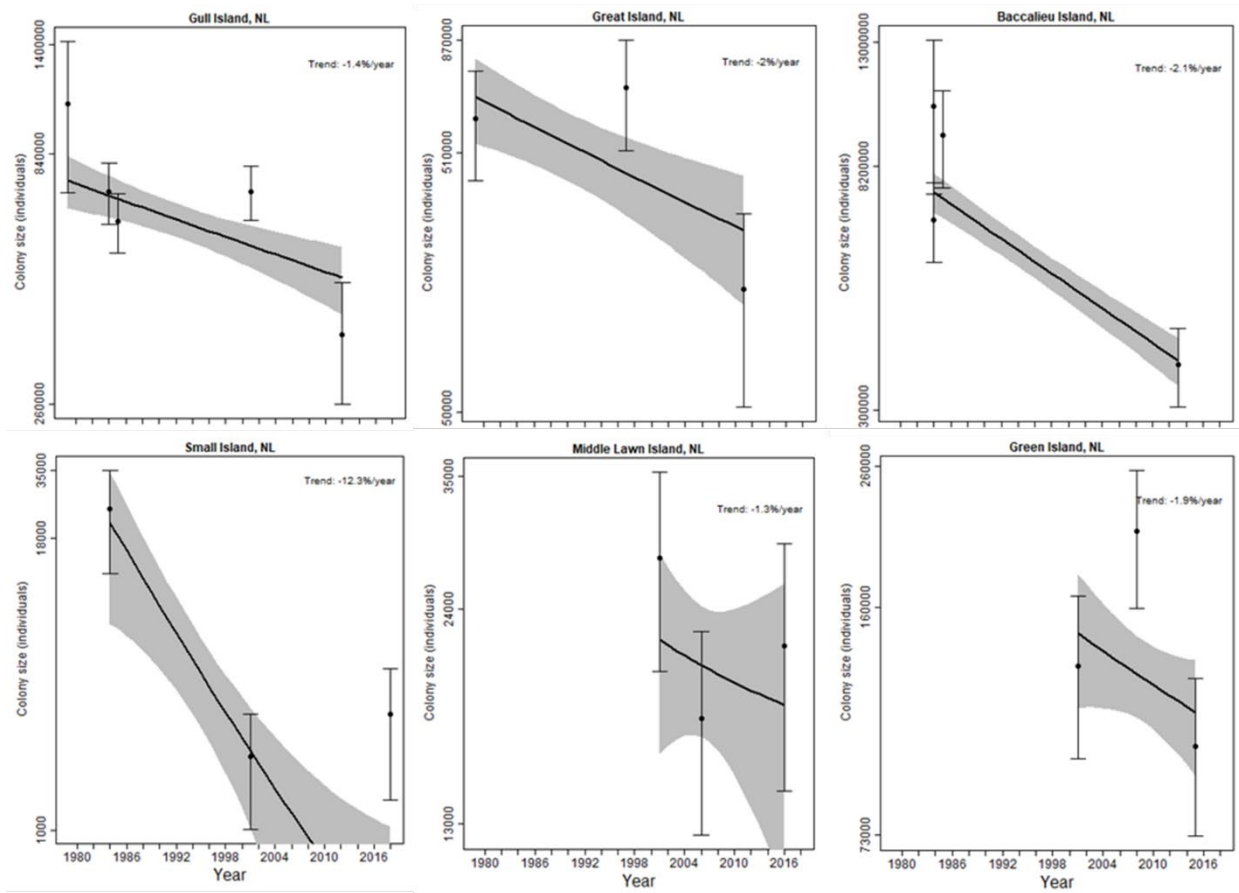 Gull Island, NL
Trend: -1.4%/year
1400000
840000
260000
Colony size (individuals)
Great Island, NL
Trend: -2%/year
870000
510000
50000
Colony size (individuals)
Baccalieu Island, NL
Trend: -2.1%/year
13000000
8200000
300000
Colony size (individuals)
Small Island, NL
Trend: -12.3%/year
35000
18000
1000
Colony size (individuals)
1980 1986 1992 1998 2004 2010 2016
Year
Middle Lawn Island, NL
Trend: -1.3%/year
35000
24000
13000
Colony size (individuals)
1980 1986 1992 1998 2004 2010 2016
Year
Green Island, NL
Trend: -1.9%/year
260000
160000
73000
Colony size (individuals)
1980 1986 1992 1998 2004 2010 2016
Year